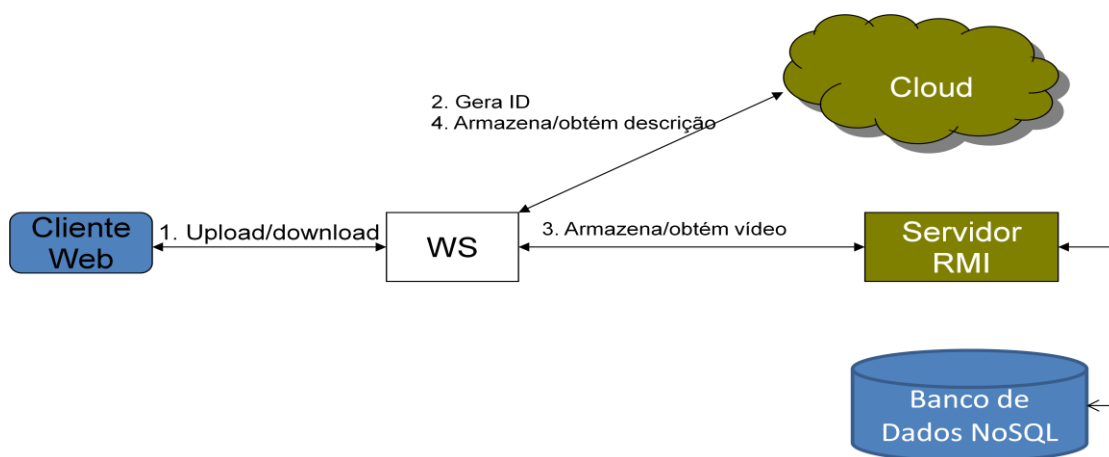 Cloud
2. Gera ID
4. Armazena/obtém descrição
Cliente
Web
1. Upload/download
WS
3. Armazena/obtém vídeo
Servidor
RMI
Banco de
Dados NoSQL